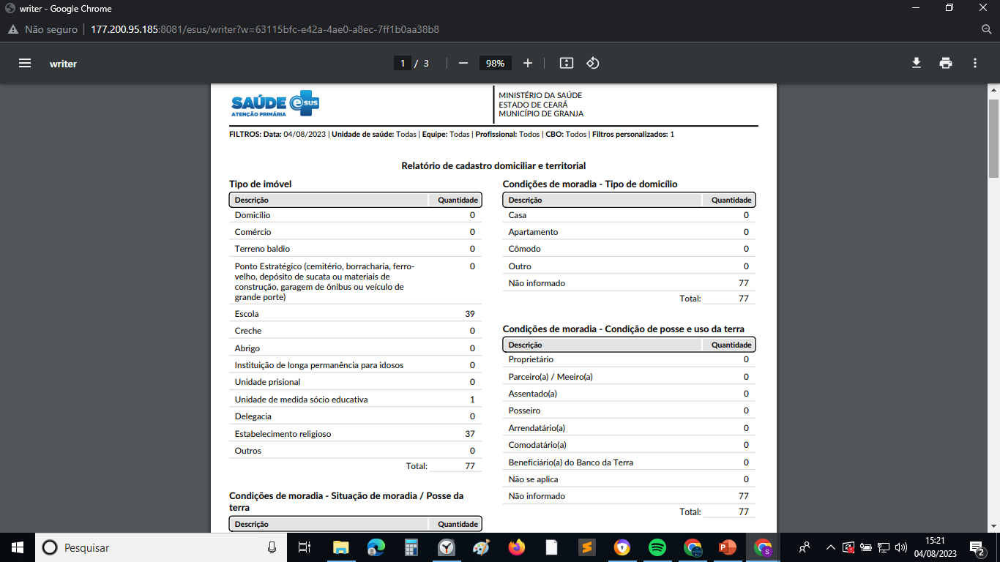 writer - Google Chrome
Não seguro 177.200.95.185:8081/esus/writer?w=63115bfc-e42a-4ae0-a8ec-7ff1b0aa38b8
writer
1 / 3
98%
SAÚDE e SUS
ATENÇÃO PRIMÁRIA
MINISTÉRIO DA SAÚDE
ESTADO DE CEARÁ
MUNICÍPIO DE GRANJA
FILTROS: Data: 04/08/2023 | Unidade de saúde: Todas | Equipe: Todas | Profissional: Todos | CBO: Todos | Filtros personalizados: 1
Relatório de cadastro domiciliar e territorial
Tipo de imóvel
Descrição Quantidade
Domicílio 0
Comércio 0
Terreno baldio 0
Ponto Estratégico (cemitério, borracharia, ferro- 0
velho, depósito de sucata ou materiais de
construção, garagem de ônibus ou veículo de
grande porte)
Escola 39
Creche 0
Abrigo 0
Instituição de longa permanência para idosos 0
Unidade prisional 0
Unidade de medida sócio educativa 1
Delegacia 0
Estabelecimento religioso 37
Outros 0
Total: 77
Condições de moradia - Situação de moradia / Posse da
terra
Descrição Quantidade
Condições de moradia - Tipo de domicílio
Descrição Quantidade
Casa 0
Apartamento 0
Cômodo 0
Outro 0
Não informado 77
Total: 77
Condições de moradia - Condição de posse e uso da terra
Descrição Quantidade
Proprietário 0
Parceiro(a) / Meeiro(a) 0
Assentado(a) 0
Posseiro 0
Arrendatário(a) 0
Comodatário(a) 0
Beneficiário(a) do Banco da Terra 0
Não se aplica 0
Não informado 77
Total: 77
Pesquisar
15:21
04/08/2023
2